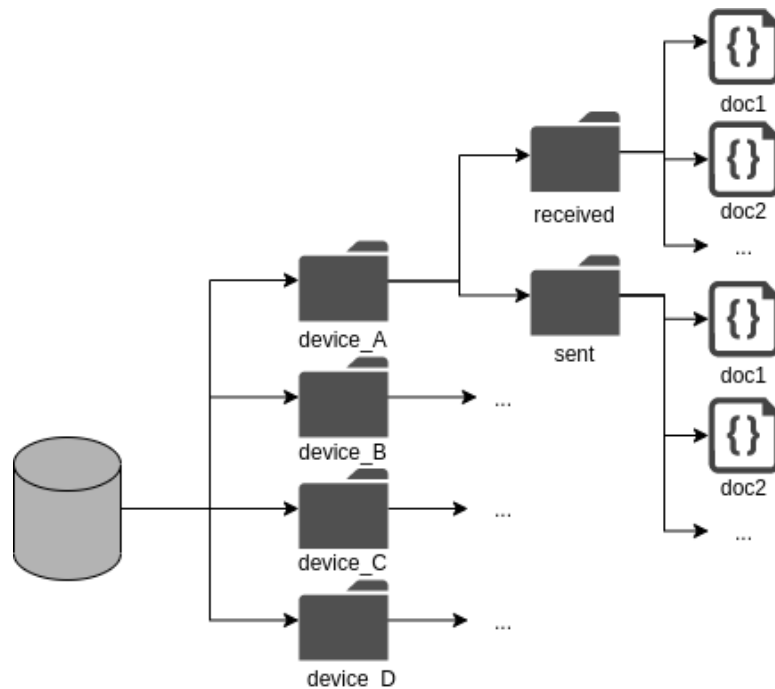 {}
doc1
{}
received
doc2
...
device_A
{}
sent
doc1
device_B
...
{}
doc2
device_C
...
...
device_D
...